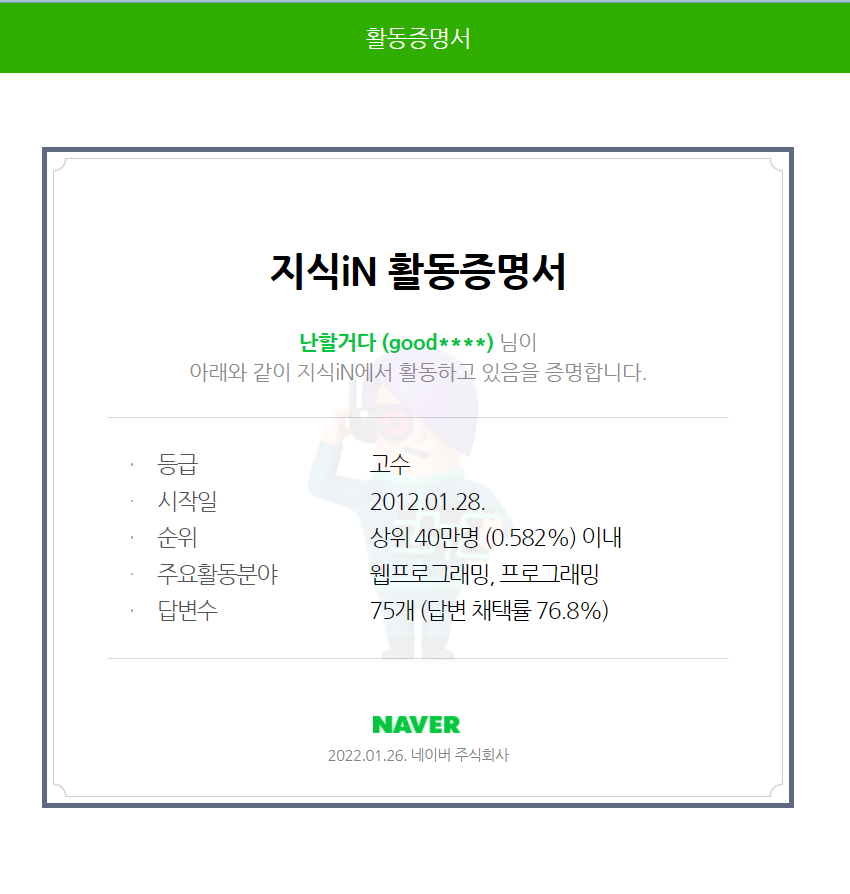 활동증명서
지식iN 활동증명서
난할거다 (good****) 님이
아래와 같이 지식iN에서 활동하고 있음을 증명합니다.
· 등급 고수
· 시작일 2012.01.28.
· 순위 상위 40만명 (0.582%) 이내
· 주요활동분야 웹프로그래밍, 프로그래밍
· 답변수 75개 (답변 채택률 76.8%)
NAVER
2022.01.26. 네이버 주식회사